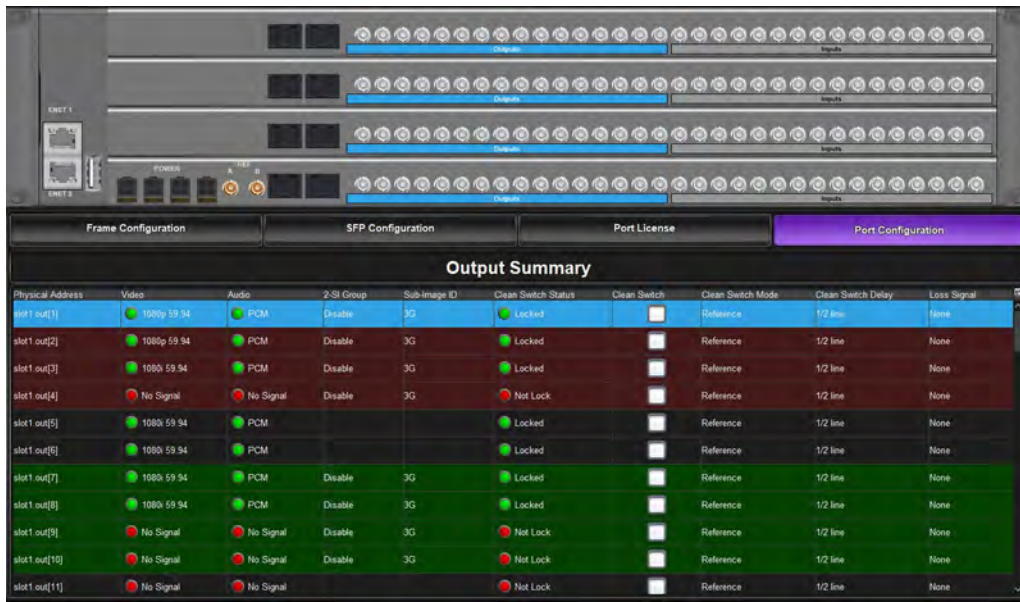 Outputs Inputs
Outputs Inputs
ENET 1
Outputs Inputs
POWER REF
A B
ENET 2
Outputs Inputs
Frame Configuration SFP Configuration Port License Port Configuration
Output Summary
Physical Address Video Audio 2-SI Group Sub-Image ID Clean Switch Status Clean Switch Clean Switch Mode Clean Switch Delay Loss Signal
slot1.out[1] 1080p 59.94 PCM Disable 3G Locked Reference 1/2 line None
slot1.out[2] 1080p 59.94 PCM Disable 3G Locked Reference 1/2 line None
slot1.out[3] 1080i 59.94 PCM Disable 3G Locked Reference 1/2 line None
slot1.out[4] No Signal No Signal Disable 3G Not Lock Reference 1/2 line None
slot1.out[5] 1080i 59.94 PCM Locked Reference 1/2 line None
slot1.out[6] 1080i 59.94 PCM Locked Reference 1/2 line None
slot1.out[7] 1080i 59.94 PCM Disable 3G Locked Reference 1/2 line None
slot1.out[8] 1080i 59.94 PCM Disable 3G Locked Reference 1/2 line None
slot1.out[9] No Signal No Signal Disable 3G Not Lock Reference 1/2 line None
slot1.out[10] No Signal No Signal Disable 3G Not Lock Reference 1/2 line None
slot1.out[11] No Signal No Signal Not Lock Reference 1/2 line None